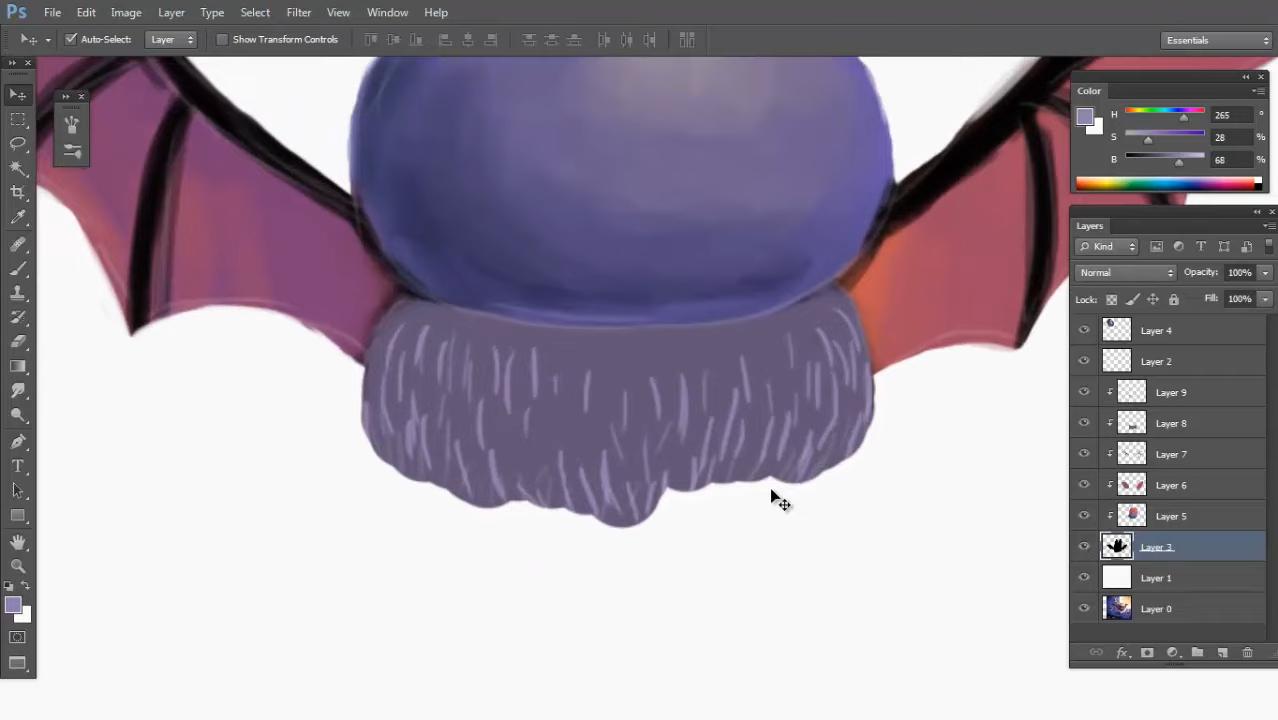 Ps File Edit Image Layer Type Select Filter View Window Help
Auto-Select: Layer Show Transform Controls Essentials
Color
H 265 °
S 28 %
B 68 %
Layers
Kind T
Normal Opacity: 100%
Lock: Fill: 100%
Layer 4
Layer 2
Layer 9
Layer 8
Layer 7
Layer 6
Layer 5
Layer 3
Layer 1
Layer 0
T
fx